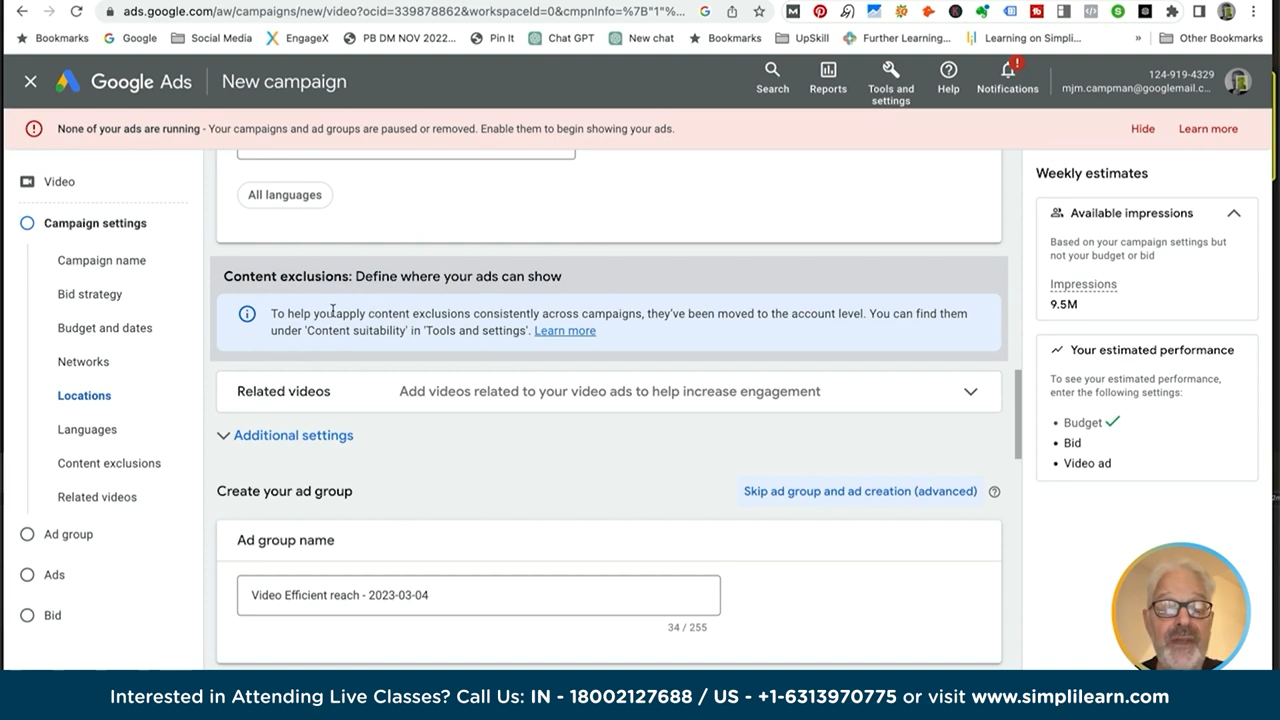 ads.google.com/aw/campaigns/new/video?ocid=339878862&workspaceId=0&cmpnInfo=%7B"1"%...
Bookmarks Google Social Media EngageX PB DM NOV 2022... Pin It Chat GPT New chat Bookmarks UpSkill Further Learning... Learning on Simpli... » Other Bookmarks
Google Ads New campaign
Search Reports Tools and settings Help Notifications
124-919-4329
mjm.campman@googlemail.c...
None of your ads are running - Your campaigns and ad groups are paused or removed. Enable them to begin showing your ads. Hide Learn more
Video
Campaign settings
Campaign name
Bid strategy
Budget and dates
Networks
Locations
Languages
Content exclusions
Related videos
Ad group
Ads
Bid
All languages
Content exclusions: Define where your ads can show
To help you apply content exclusions consistently across campaigns, they've been moved to the account level. You can find them
under 'Content suitability' in 'Tools and settings'. Learn more
Related videos Add videos related to your video ads to help increase engagement
Additional settings
Create your ad group Skip ad group and ad creation (advanced)
Ad group name
Video Efficient reach - 2023-03-04
34 / 255
Weekly estimates
Available impressions
Based on your campaign settings but
not your budget or bid
Impressions
9.5M
Your estimated performance
To see your estimated performance,
enter the following settings:
• Budget
• Bid
• Video ad
Interested in Attending Live Classes? Call Us: IN - 18002127688 / US - +1-6313970775 or visit www.simplilearn.com